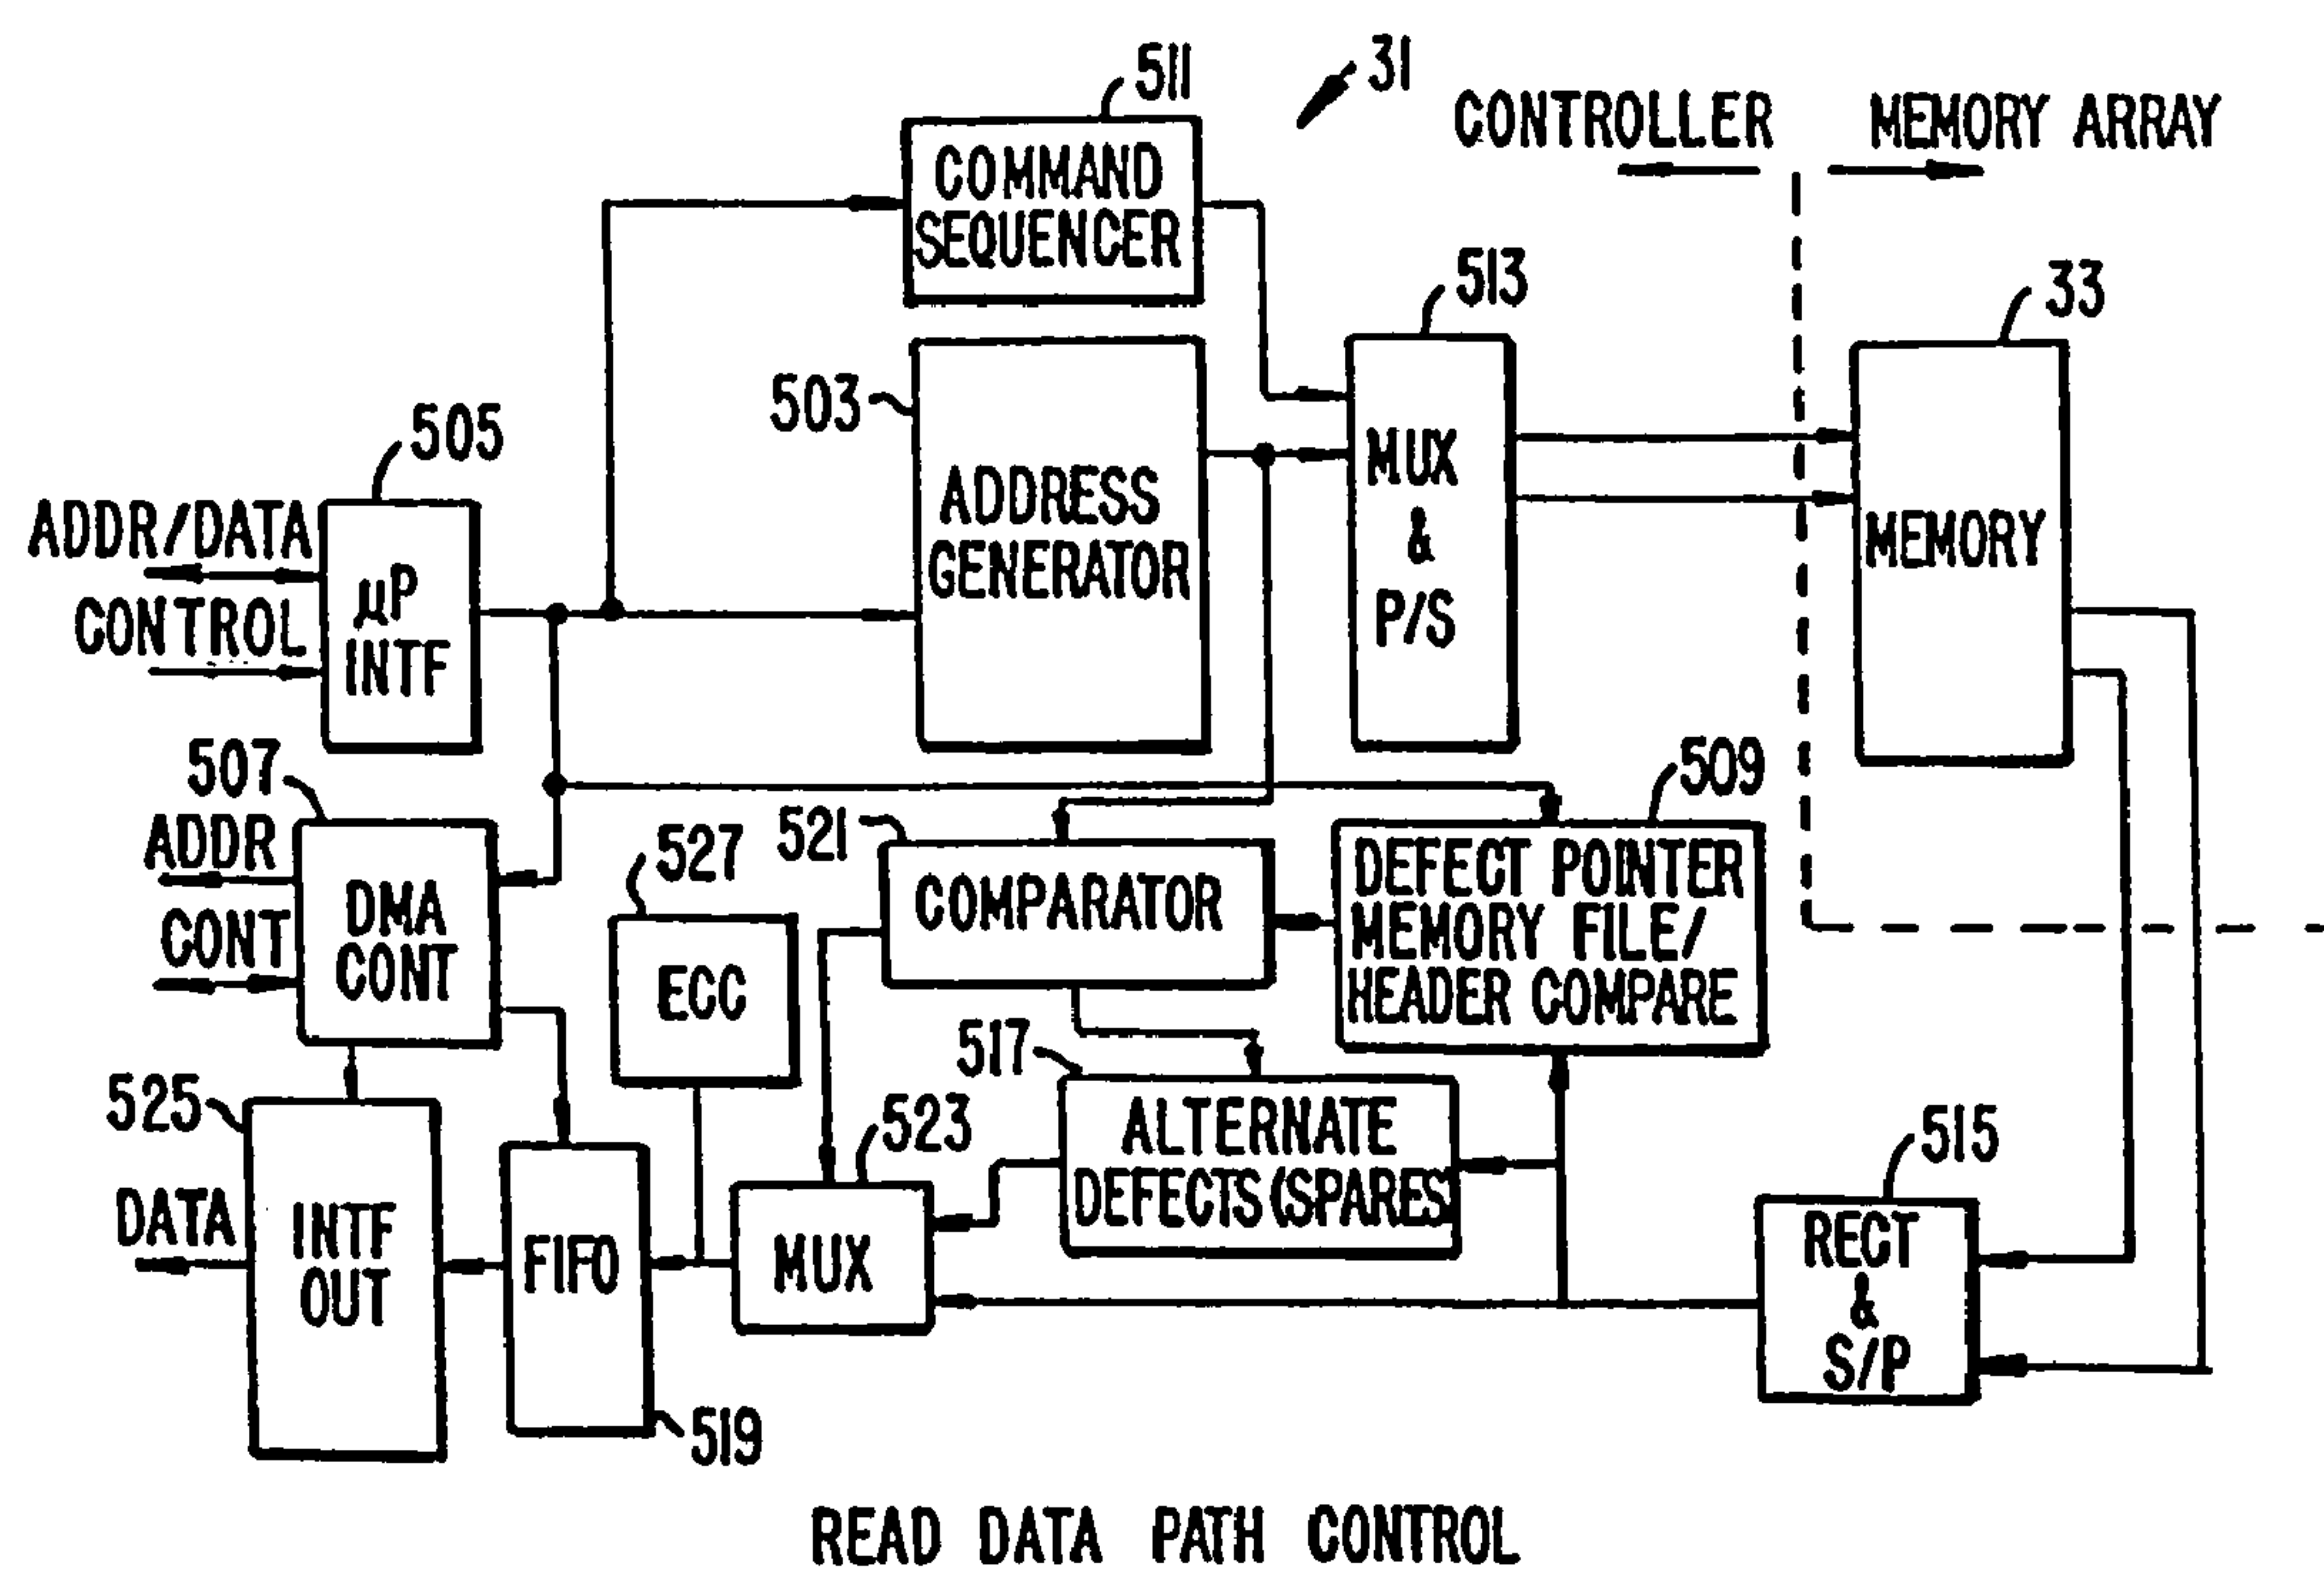 511
31
CONTROLLER
MEMORY ARRAY
COMMAND
SEQUENCER
513
33
503
505
MUX
&
P/S
ADDRESS
GENERATOR
MEMORY
ADDR/DATA
CONTROL
µP
INTF
507
509
ADDR
CONT
DMA
CONT
527
521
ECC
COMPARATOR
DEFECT POINTER
MEMORY FILE/
HEADER COMPARE
517
525
523
515
ALTERNATE
DEFECTS (SPARES
DATA
INTF
OUT
FIFO
MUX
RECT
&
S/P
519
READ DATA PATH CONTROL